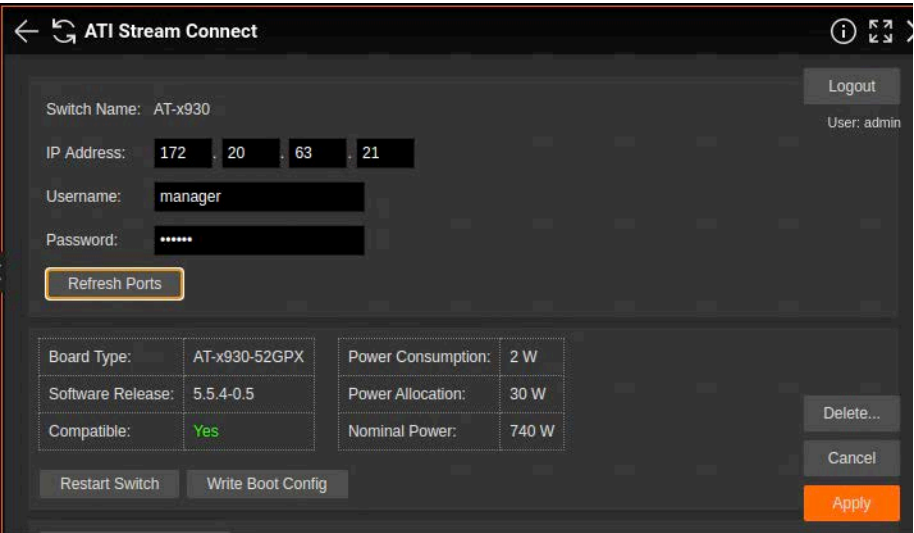 ATI Stream Connect
Logout
User: admin
Switch Name: AT-x930
IP Address: 172 . 20 . 63 . 21
Username: manager
Password: ••••••
Refresh Ports
Board Type: AT-x930-52GPX Power Consumption: 2 W
Software Release: 5.5.4-0.5 Power Allocation: 30 W
Compatible: Yes Nominal Power: 740 W
Restart Switch Write Boot Config
Delete...
Cancel
Apply